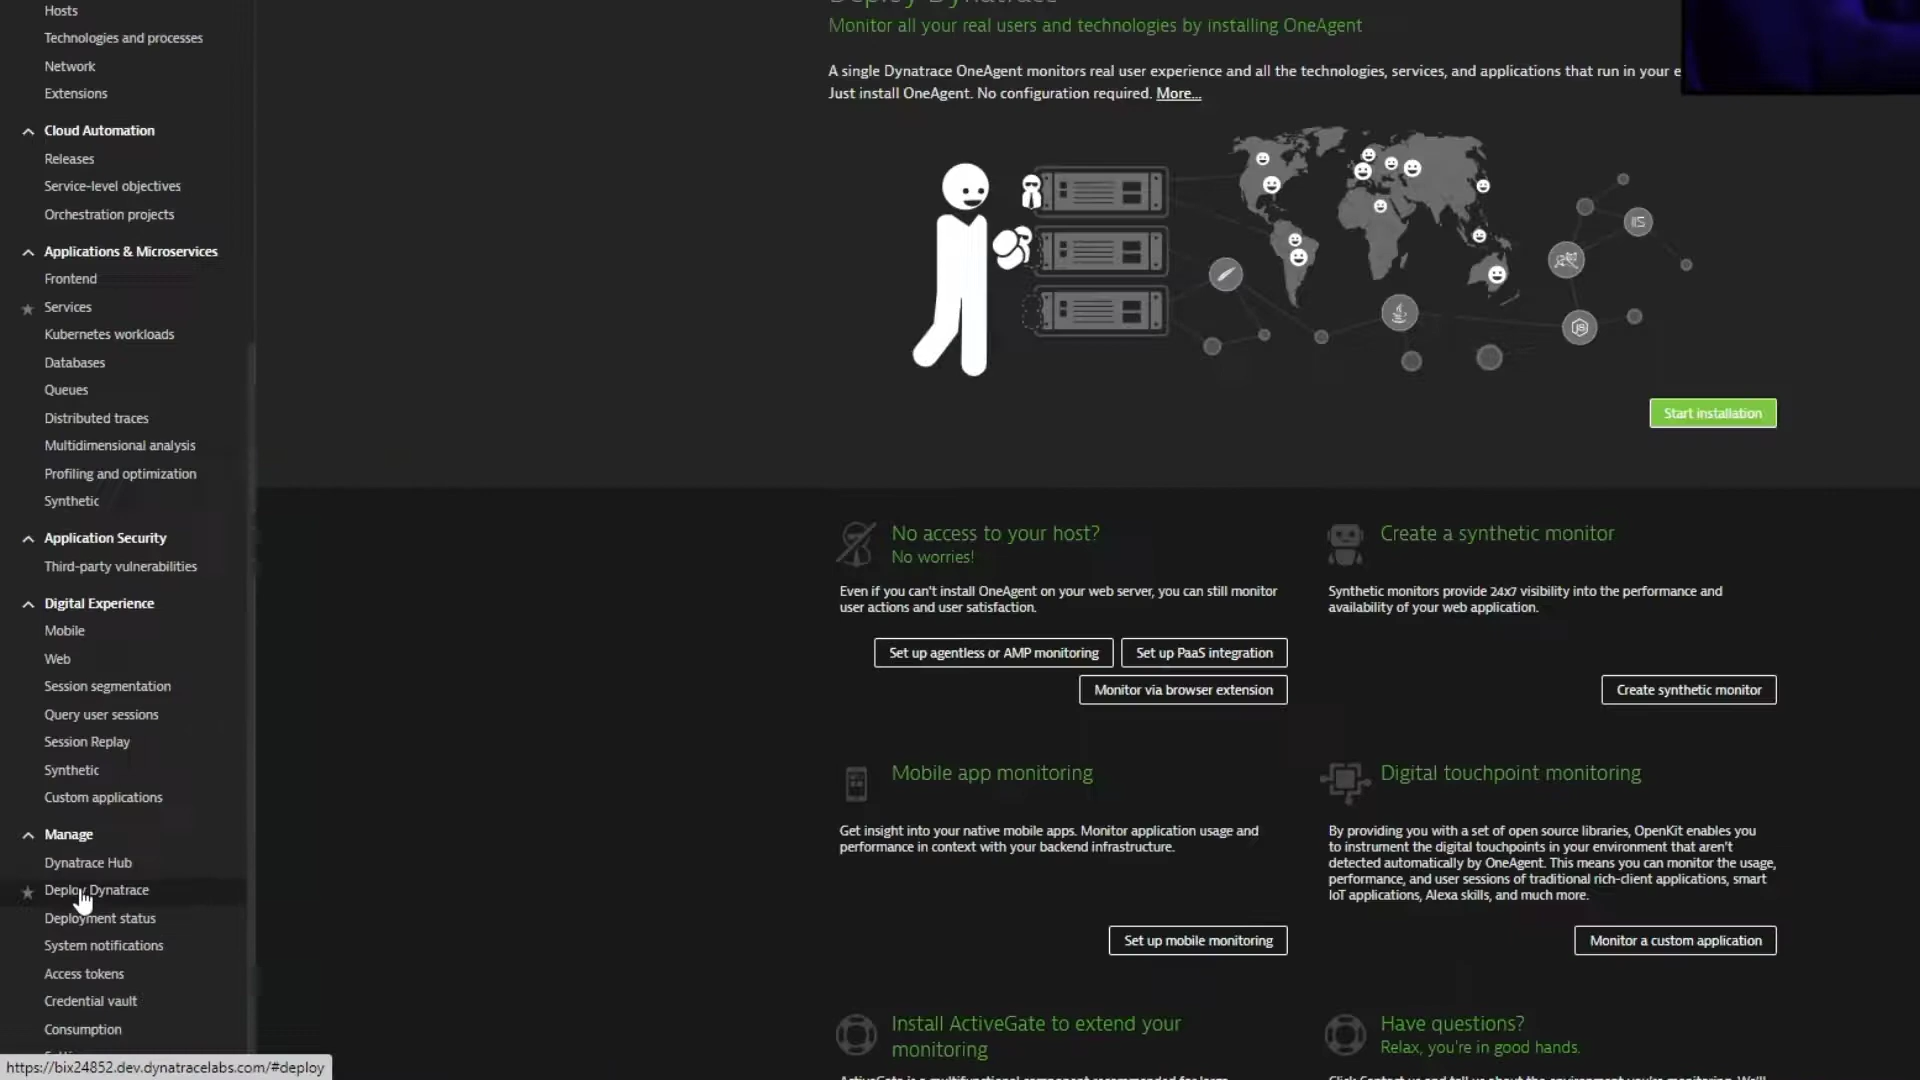 Hosts
Technologies and processes
Network
Extensions
Cloud Automation
Releases
Service-level objectives
Orchestration projects
Applications & Microservices
Frontend
Services
Kubernetes workloads
Databases
Queues
Distributed traces
Multidimensional analysis
Profiling and optimization
Synthetic
Application Security
Third-party vulnerabilities
Digital Experience
Mobile
Web
Session segmentation
Query user sessions
Session Replay
Synthetic
Custom applications
Manage
Dynatrace Hub
Deploy Dynatrace
Deployment status
System notifications
Access tokens
Credential vault
Consumption
https://bix24852.dev.dynatracelabs.com/#deploy
Deploy Dynatrace
Monitor all your real users and technologies by installing OneAgent
A single Dynatrace OneAgent monitors real user experience and all the technologies, services, and applications that run in your e
Just install OneAgent. No configuration required. More...
IIS
JS
Start installation
No access to your host?
No worries!
Even if you can't install OneAgent on your web server, you can still monitor
user actions and user satisfaction.
Set up agentless or AMP monitoring
Set up PaaS integration
Monitor via browser extension
Create a synthetic monitor
Synthetic monitors provide 24x7 visibility into the performance and
availability of your web application.
Create synthetic monitor
Mobile app monitoring
Get insight into your native mobile apps. Monitor application usage and
performance in context with your backend infrastructure.
Set up mobile monitoring
Digital touchpoint monitoring
By providing you with a set of open source libraries, OpenKit enables you
to instrument the digital touchpoints in your environment that aren't
detected automatically by OneAgent. This means you can monitor the usage,
performance, and user sessions of traditional rich-client applications, smart
IoT applications, Alexa skills, and much more.
Monitor a custom application
Install ActiveGate to extend your
monitoring
Have questions?
Relax, you're in good hands.